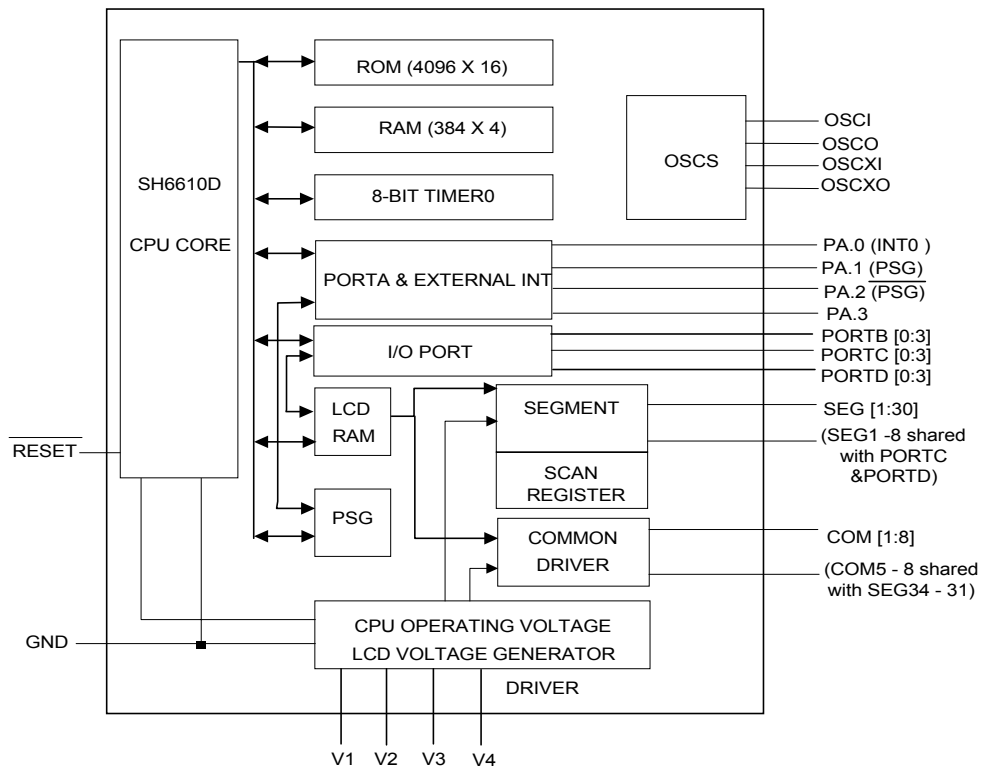 ROM (4096 X 16)
RAM (384 X 4)
SH6610D
CPU CORE
8-BIT TIMER0
PORTA & EXTERNAL INT
I/O PORT
LCD
RAM
PSG
OSCS
OSCI
OSCO
OSCXI
OSCXO
PA.0 (INT0 )
PA.1 (PSG)
PA.2 (PSG)
PA.3
PORTB [0:3]
PORTC [0:3]
PORTD [0:3]
SEGMENT
SCAN
REGISTER
SEG [1:30]
(SEG1 -8 shared
with PORTC
&PORTD)
COMMON
DRIVER
COM [1:8]
(COM5 - 8 shared
with SEG34 - 31)
RESET
GND
CPU OPERATING VOLTAGE
LCD VOLTAGE GENERATOR
DRIVER
V1 V2 V3 V4